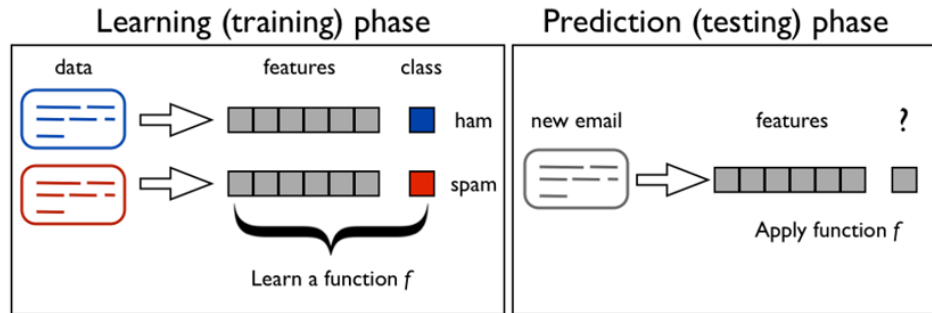 Learning (training) phase
data features class
ham
spam
Learn a function f
Prediction (testing) phase
new email features ?
Apply function f